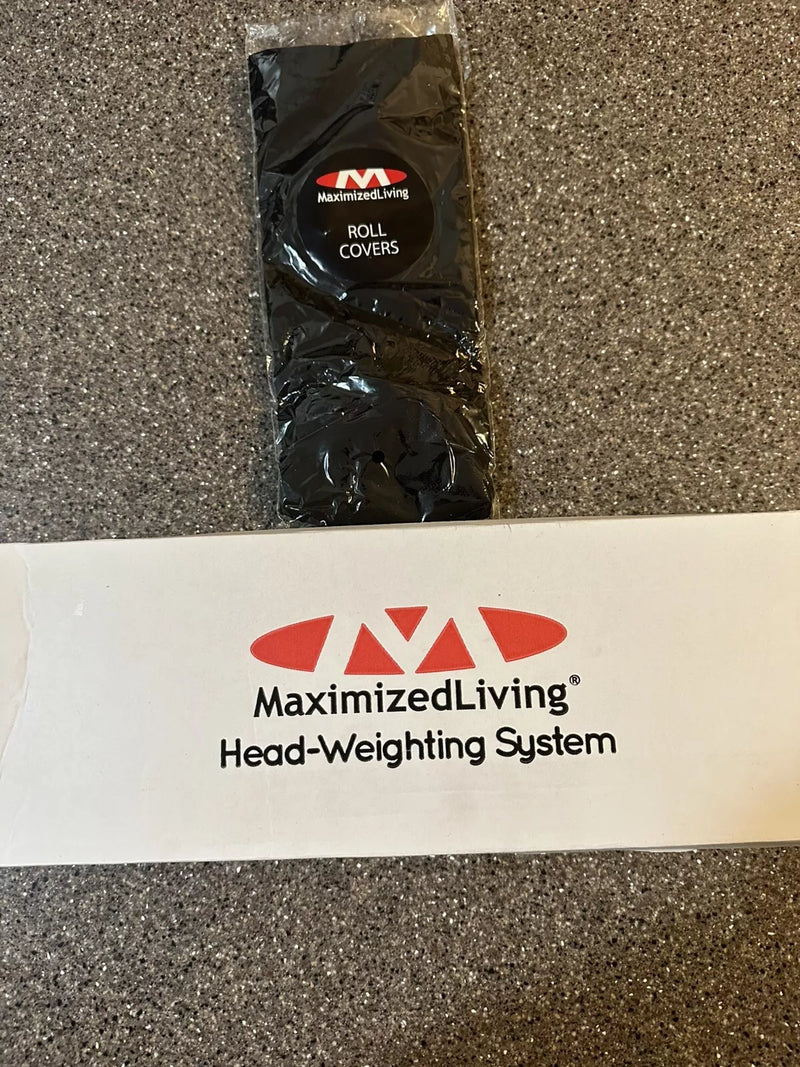 MaximizedLiving
ROLL
COVERS
MaximizedLiving®
Head-Weighting System